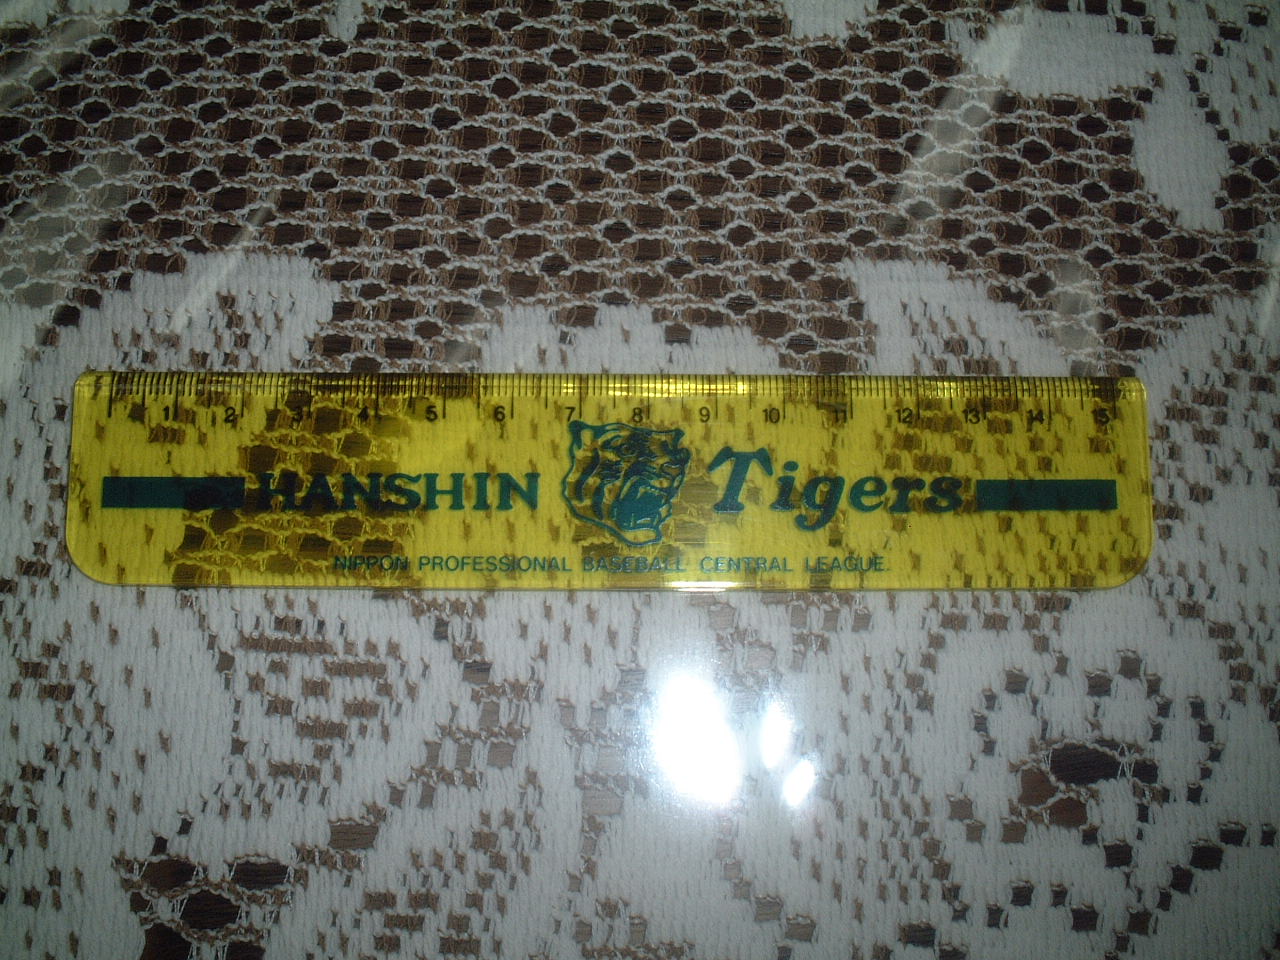 1 2 3 4 5 6 7 8 9 10 11 12 13 14 15
HANSHIN Tigers
NIPPON PROFESSIONAL BASEBALL CENTRAL LEAGUE.